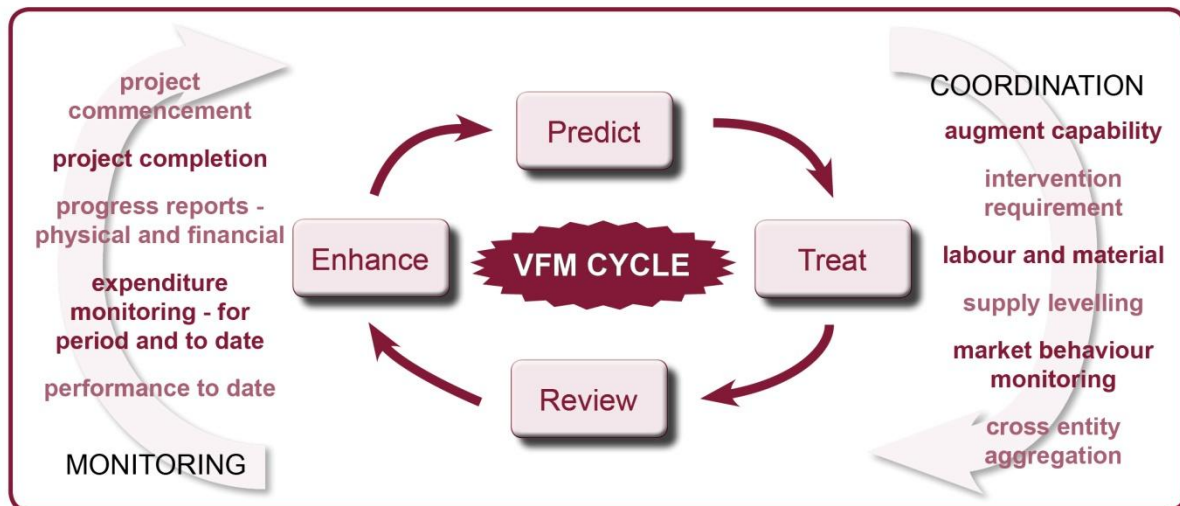 project
commencement
project completion
progress reports -
physical and financial
expenditure
monitoring - for
period and to date
performance to date
MONITORING
Predict
Enhance
VFM CYCLE
Treat
Review
COORDINATION
augment capability
intervention
requirement
labour and material
supply levelling
market behaviour
monitoring
cross entity
aggregation